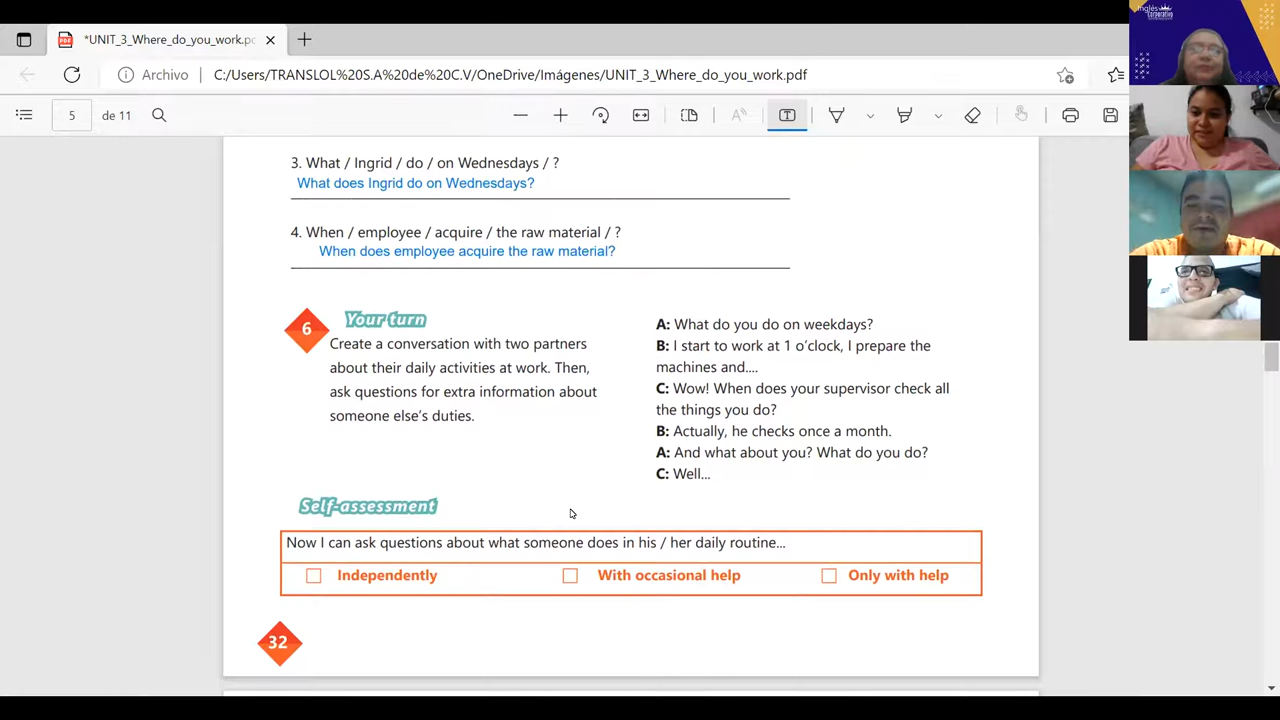 *UNIT_3_Where_do_you_work.pd
Archivo
C:/Users/TRANSLOL%20S.A%20de%20C.V/OneDrive/Imágenes/UNIT_3_Where_do_you_work.pdf
5
de 11
3. What / Ingrid / do / on Wednesdays / ?
What does Ingrid do on Wednesdays?
4. When / employee / acquire / the raw material / ?
When does employee acquire the raw material?
6
Your turn
Create a conversation with two partners
about their daily activities at work. Then,
ask questions for extra information about
someone else's duties.
A: What do you do on weekdays?
B: I start to work at 1 o'clock, I prepare the
machines and....
C: Wow! When does your supervisor check all
the things you do?
B: Actually, he checks once a month.
A: And what about you? What do you do?
C: Well...
Self-assessment
Now I can ask questions about what someone does in his / her daily routine...
Independently
With occasional help
Only with help
32
Inglés
Corporativo